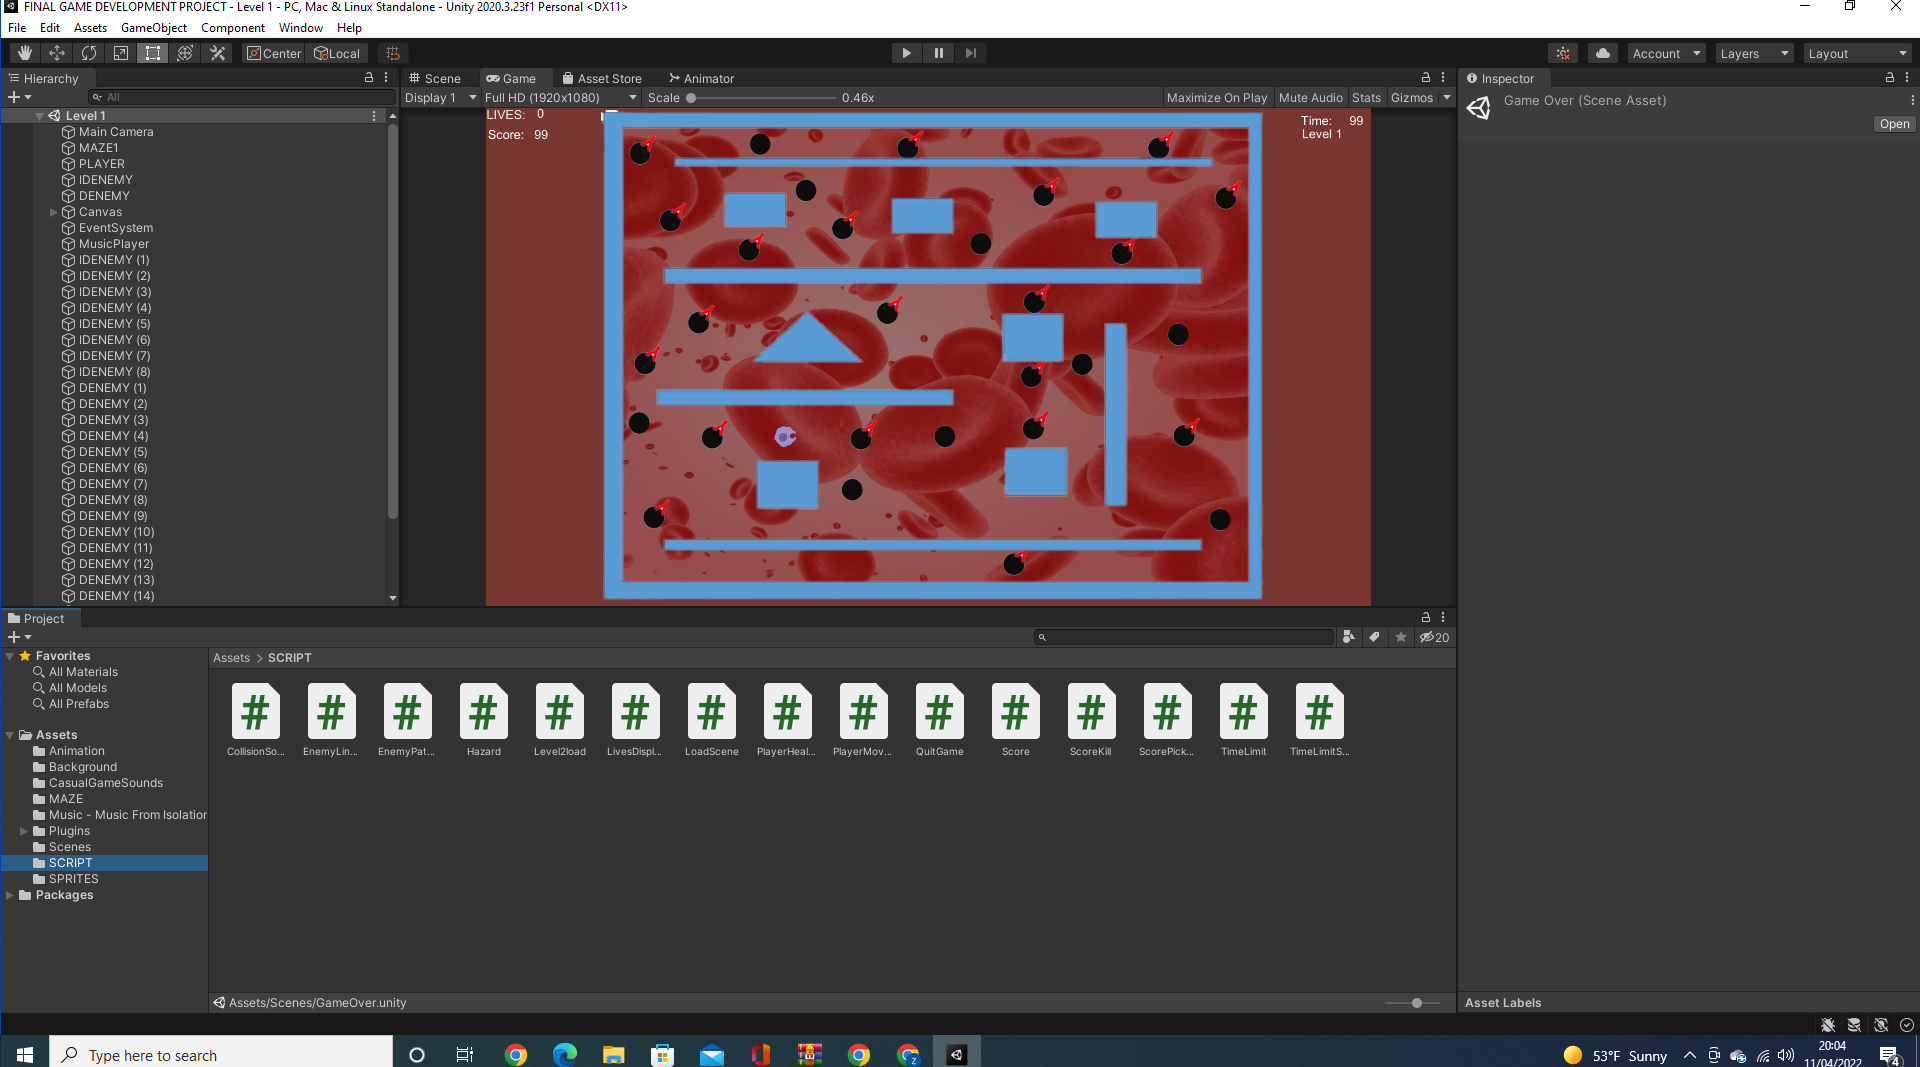 FINAL GAME DEVELOPMENT PROJECT - Level 1 - PC, Mac & Linux Standalone - Unity 2020.3.23f1 Personal <DX11>
File Edit Assets GameObject Component Window Help
Center Local Account Layers Layout
Hierarchy
All
Level 1
Main Camera
MAZE1
PLAYER
IDENEMY
DENEMY
Canvas
EventSystem
MusicPlayer
IDENEMY (1)
IDENEMY (2)
IDENEMY (3)
IDENEMY (4)
IDENEMY (5)
IDENEMY (6)
IDENEMY (7)
IDENEMY (8)
DENEMY (1)
DENEMY (2)
DENEMY (3)
DENEMY (4)
DENEMY (5)
DENEMY (6)
DENEMY (7)
DENEMY (8)
DENEMY (9)
DENEMY (10)
DENEMY (11)
DENEMY (12)
DENEMY (13)
DENEMY (14)
Scene Game Asset Store Animator
Display 1 Full HD (1920x1080) Scale 0.46x Maximize On Play Mute Audio Stats Gizmos
LIVES: 0
Score: 99
Time: 99
Level 1
Inspector
Game Over (Scene Asset)
Open
Project
20
Favorites
All Materials
All Models
All Prefabs
Assets
Animation
Background
CasualGameSounds
MAZE
Music - Music From Isolation
Plugins
Scenes
SCRIPT
SPRITES
Packages
Assets > SCRIPT
CollisionSo... EnemyLin... EnemyPat... Hazard Level2load LivesDispl... LoadScene PlayerHeal... PlayerMov... QuitGame Score ScoreKill ScorePick... TimeLimit TimeLimitS...
Assets/Scenes/GameOver.unity
Asset Labels
Type here to search
53°F Sunny
20:04
11/04/2022
4